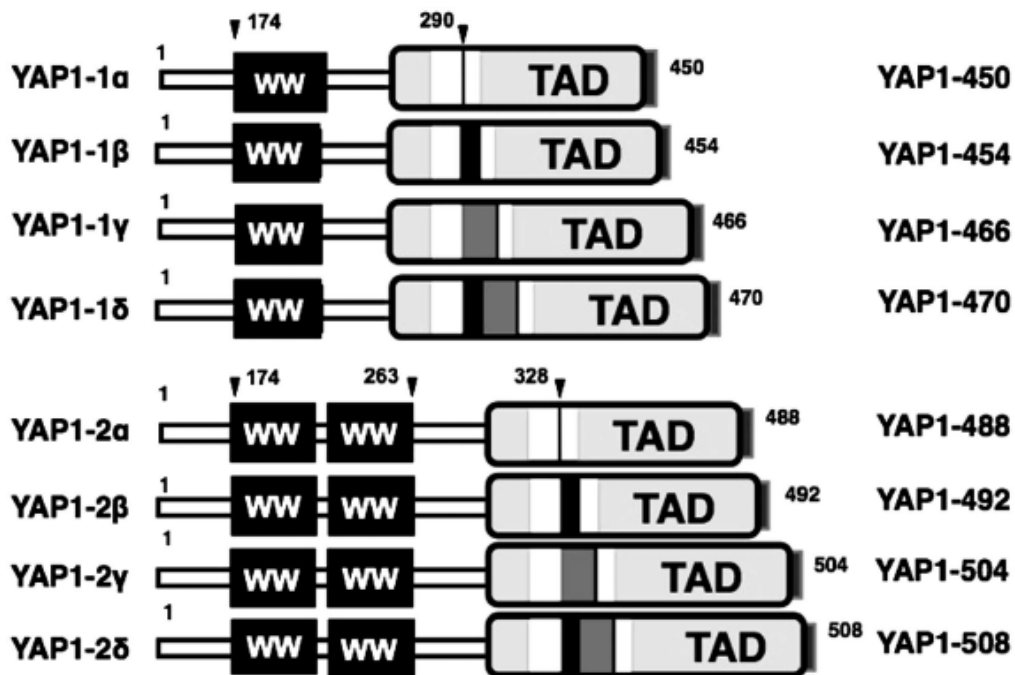 174 290
1
YAP1-1α WW TAD 450 YAP1-450
1
YAP1-1β WW TAD 454 YAP1-454
1
YAP1-1γ WW TAD 466 YAP1-466
1
YAP1-1δ WW TAD 470 YAP1-470
174 263 328
1
YAP1-2α WW WW TAD 488 YAP1-488
1
YAP1-2β WW WW TAD 492 YAP1-492
1
YAP1-2γ WW WW TAD 504 YAP1-504
1
YAP1-2δ WW WW TAD 508 YAP1-508